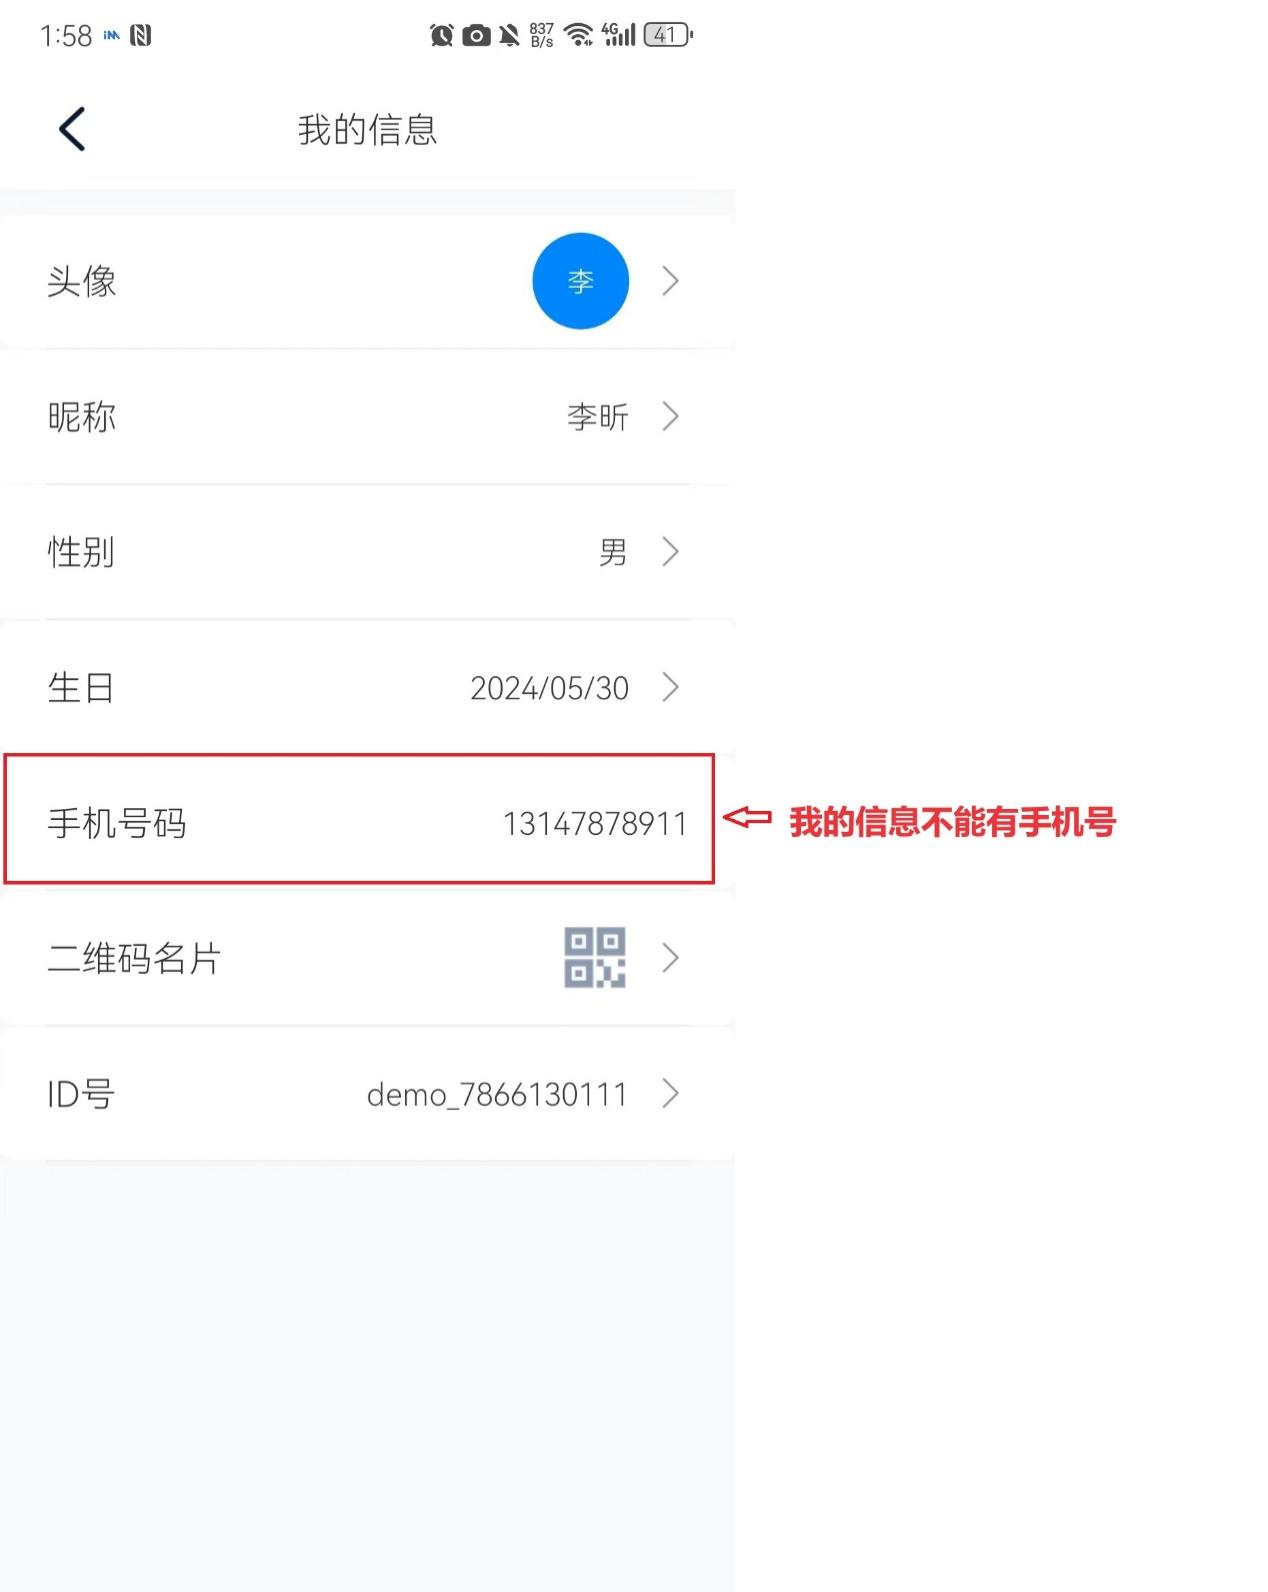 1:58 iM 837 B/s 4G 41
我的信息
头像 李
昵称 李昕
性别 男
生日 2024/05/30
手机号码 13147878911 我的信息不能有手机号
二维码名片
ID号 demo_7866130111